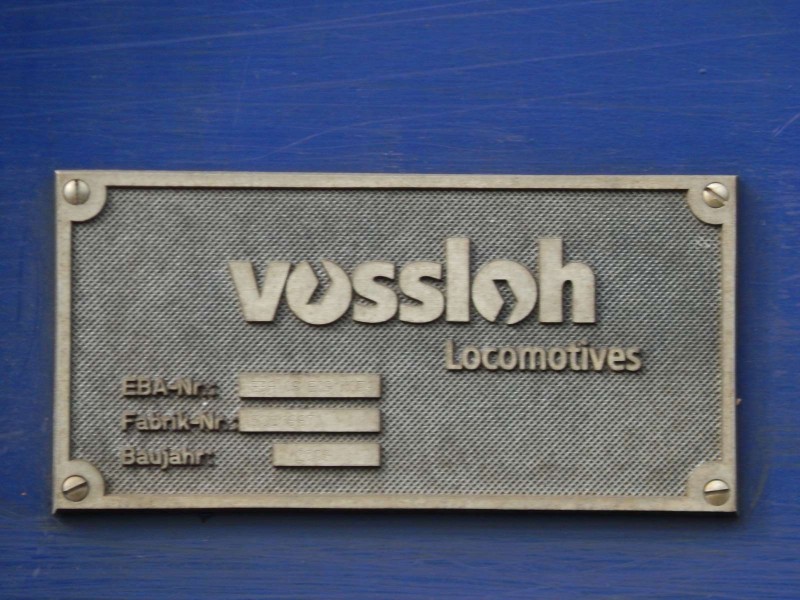 vossloh
Locomotives
EBA-Nr.:
Fabrik-Nr.:
Baujahr: